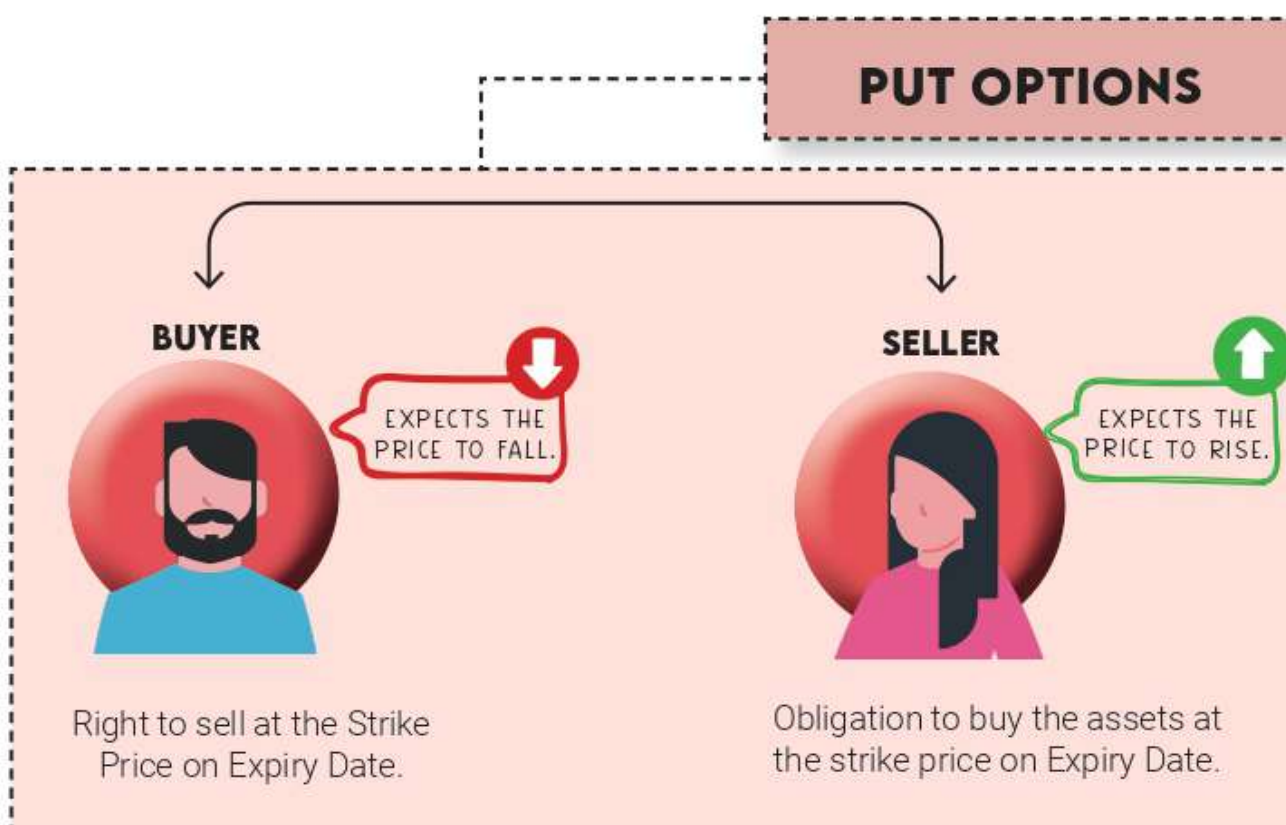 PUT OPTIONS
BUYER
EXPECTS THE
PRICE TO FALL.
Right to sell at the Strike
Price on Expiry Date.
SELLER
EXPECTS THE
PRICE TO RISE.
Obligation to buy the assets at
the strike price on Expiry Date.